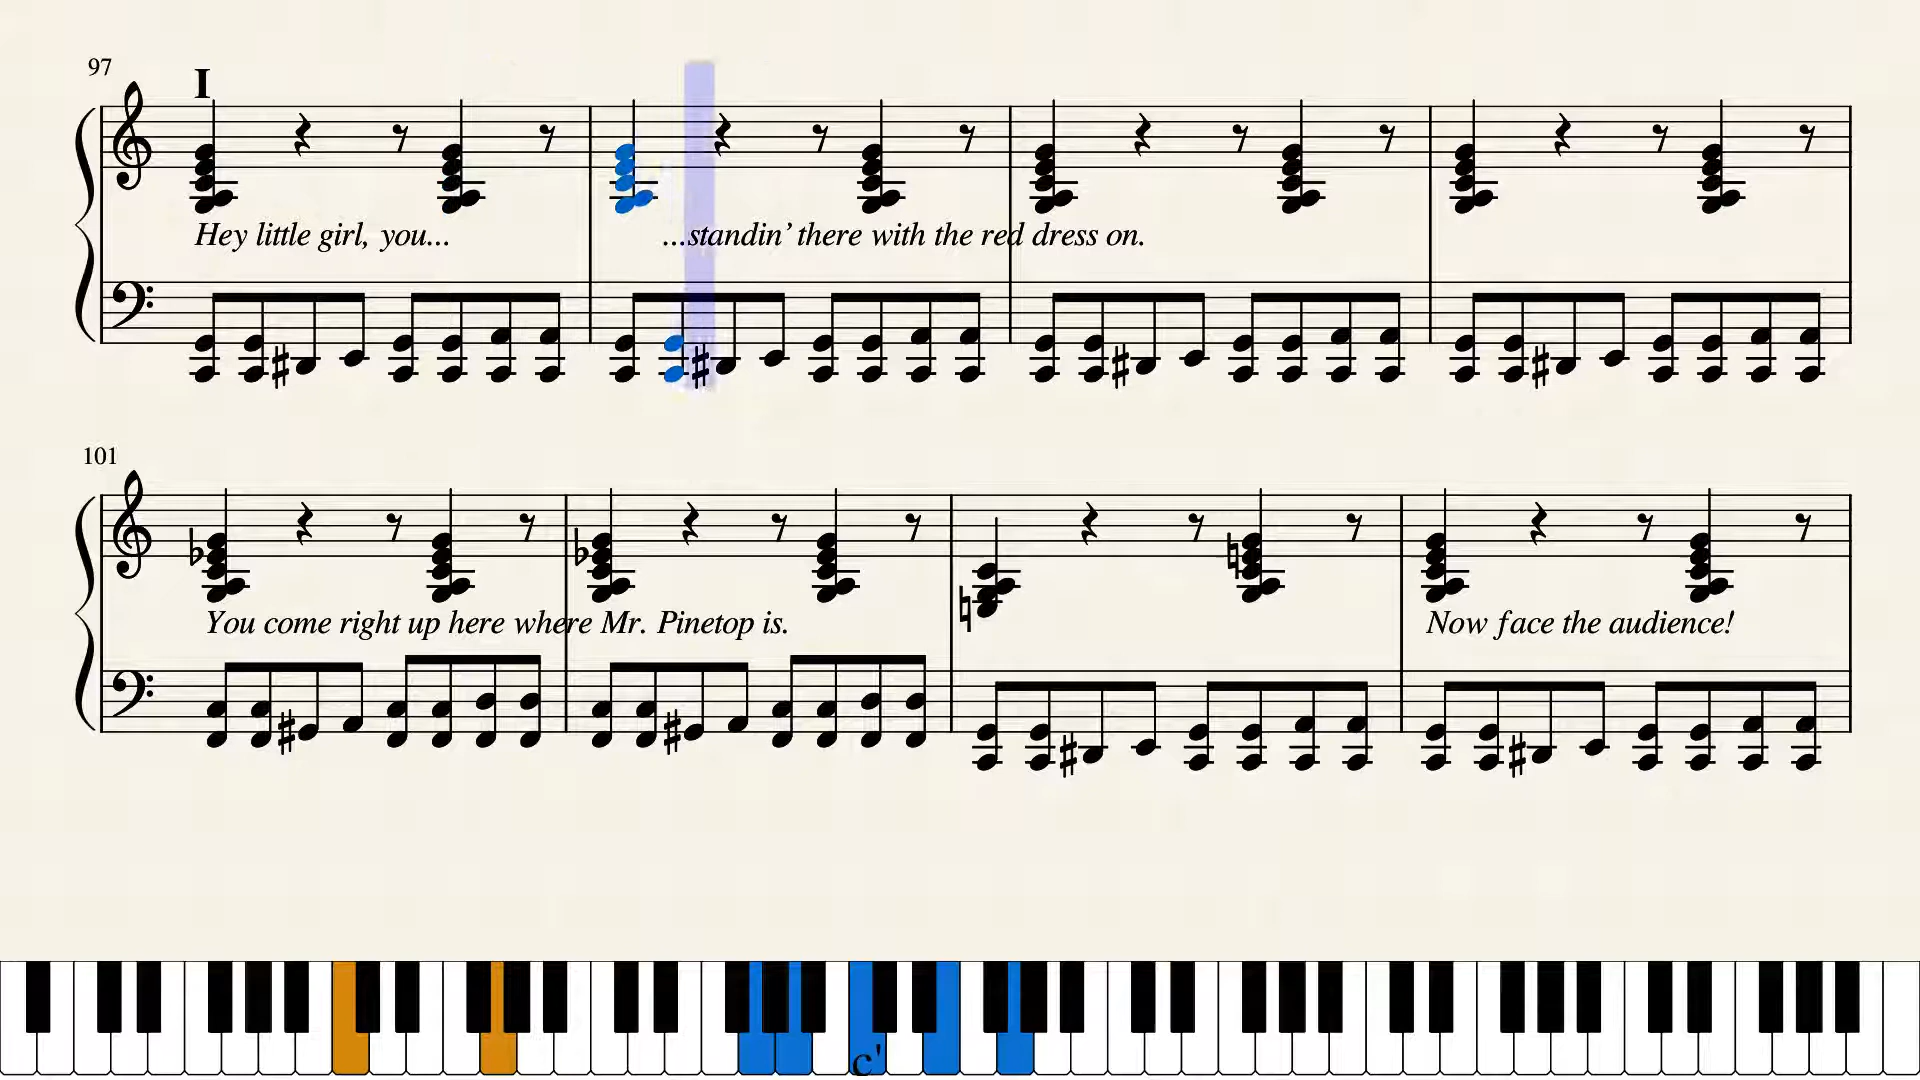 97
I
Hey little girl, you... ...standin’ there with the red dress on.
101
You come right up here where Mr. Pinetop is. Now face the audience!
c'